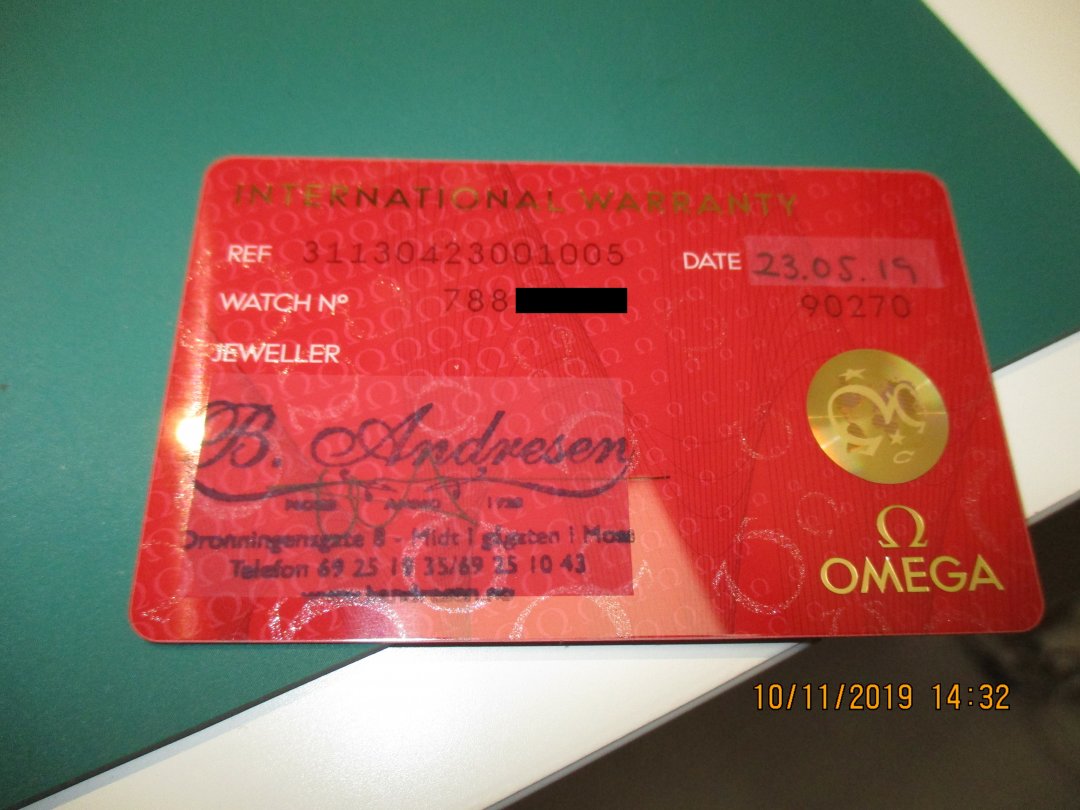 INTERNATIONAL WARRANTY
REF 31130423001005 DATE 23.05.19
WATCH Nº 788 90270
JEWELLER
B. Andresen
Dronningensgate 8 - Midt i gågaten i Moss
Telefon 69 25 19 35/69 25 10 43
Ω
OMEGA
10/11/2019 14:32